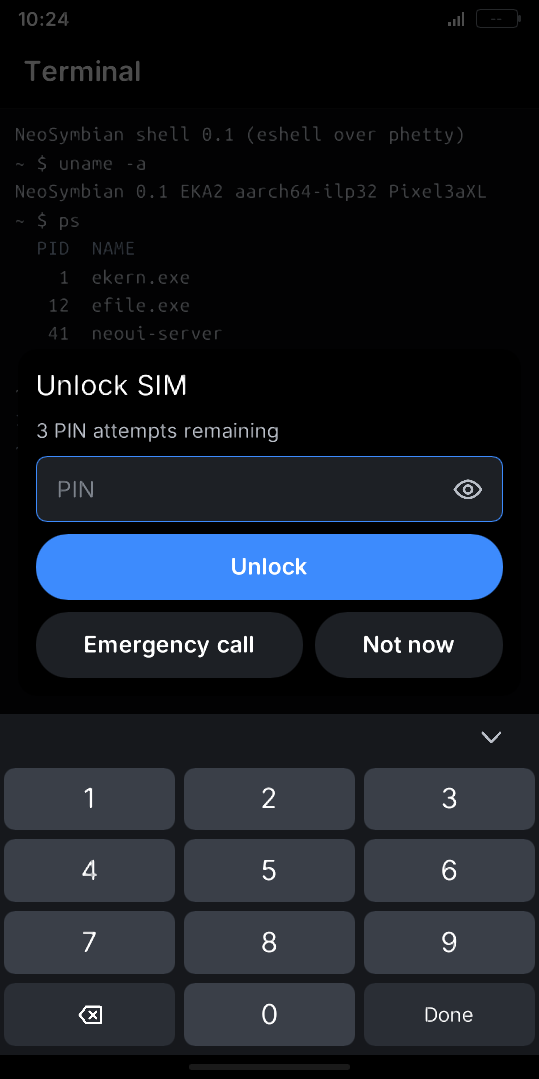 10:24
--
Terminal
NeoSymbian shell 0.1 (eshell over phetty)
~ $ uname -a
NeoSymbian 0.1 EKA2 aarch64-ilp32 Pixel3aXL
~ $ ps
PID NAME
1 ekern.exe
12 efile.exe
41 neoui-server
Unlock SIM
3 PIN attempts remaining
PIN
Unlock
Emergency call Not now
1 2 3
4 5 6
7 8 9
0 Done